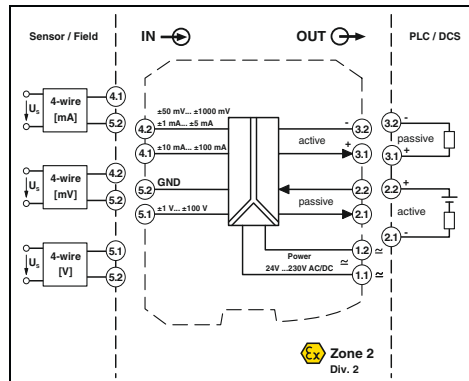 Sensor / Field
IN
OUT
PLC / DCS
Us
4-wire
[mA]
4.1
5.2
Us
4-wire
[mV]
4.2
5.2
Us
4-wire
[V]
5.1
5.2
±50 mV... ±1000 mV
4.2
±1 mA... ±5 mA
4.1
±10 mA... ±100 mA
5.2
GND
5.1
±1 V... ±100 V
-
3.2
active
+
3.1
2.2
passive
2.1
Power
1.2
≃
24V ...230V AC/DC
≃
1.1
≃
3.2
-
passive
3.1
+
2.2
+
active
2.1
-
Ex
Zone 2
Div. 2